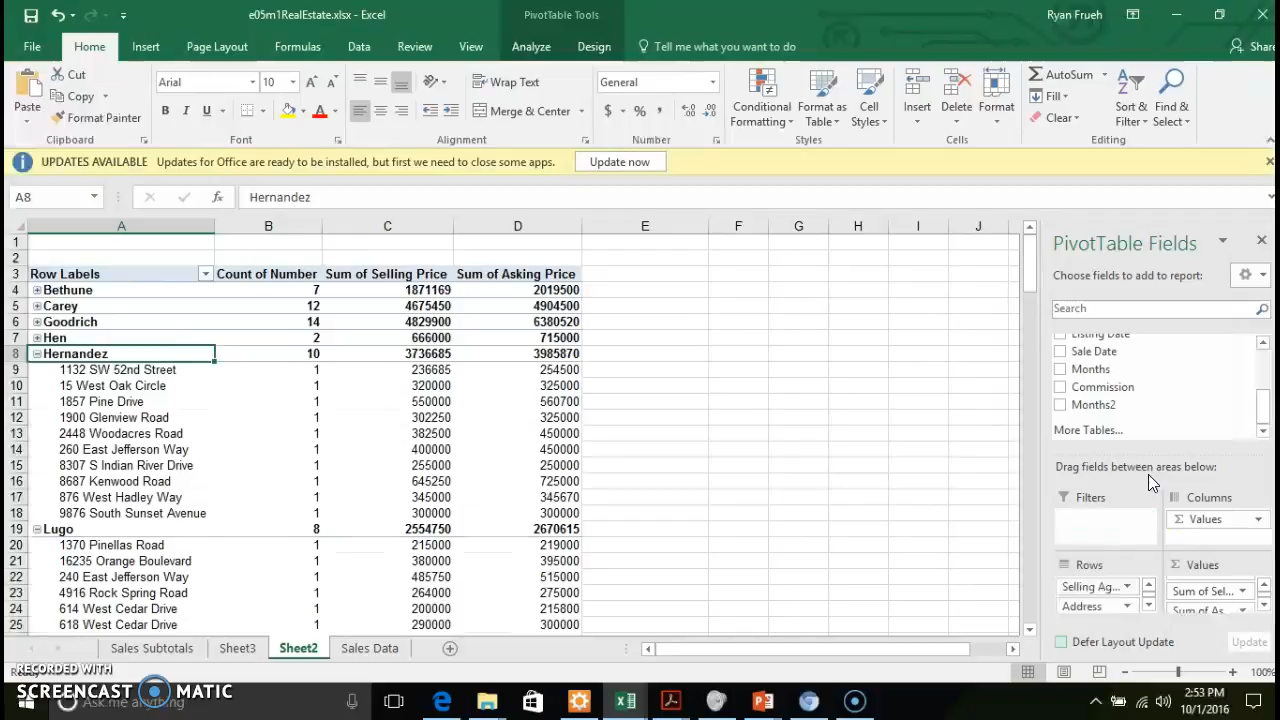 e05m1RealEstate.xlsx - Excel
PivotTable Tools
Ryan Frueh
File Home Insert Page Layout Formulas Data Review View Analyze Design Tell me what you want to do Share
Paste
Cut
Copy
Format Painter
Clipboard
Arial 10
B I U
Font
Wrap Text
Merge & Center
Alignment
General
$ % ,
Number
Conditional Formatting
Format as Table
Cell Styles
Styles
Insert Delete Format
Cells
AutoSum
Fill
Clear
Sort & Filter
Find & Select
Editing
UPDATES AVAILABLE Updates for Office are ready to be installed, but first we need to close some apps. Update now
A8 fx Hernandez
A B C D E F G H I J
1
2
3 Row Labels Count of Number Sum of Selling Price Sum of Asking Price
4 Bethune 7 1871169 2019500
5 Carey 12 4675450 4904500
6 Goodrich 14 4829900 6380520
7 Hen 2 666000 715000
8 Hernandez 10 3736685 3985870
9 1132 SW 52nd Street 1 236685 254500
10 15 West Oak Circle 1 320000 325000
11 1857 Pine Drive 1 550000 560700
12 1900 Glenview Road 1 302250 325000
13 2448 Woodacres Road 1 382500 450000
14 260 East Jefferson Way 1 400000 450000
15 8307 S Indian River Drive 1 255000 250000
16 8687 Kenwood Road 1 645250 725000
17 876 West Hadley Way 1 345000 345670
18 9876 South Sunset Avenue 1 300000 300000
19 Lugo 8 2554750 2670615
20 1370 Pinellas Road 1 215000 219000
21 16235 Orange Boulevard 1 380000 395000
22 240 East Jefferson Way 1 485750 515000
23 4916 Rock Spring Road 1 264000 275000
24 614 West Cedar Drive 1 200000 215800
25 618 West Cedar Drive 1 290000 300000
PivotTable Fields
Choose fields to add to report:
Search
Listing Date
Sale Date
Months
Commission
Months2
More Tables...
Drag fields between areas below:
Filters
Columns
Σ Values
Rows
Selling Ag...
Address
Σ Values
Sum of Sel...
Sum of As...
Defer Layout Update Update
Sales Subtotals Sheet3 Sheet2 Sales Data
100%
RECORDED WITH
SCREENCAST MATIC
Ask me anything
2:53 PM
10/1/2016